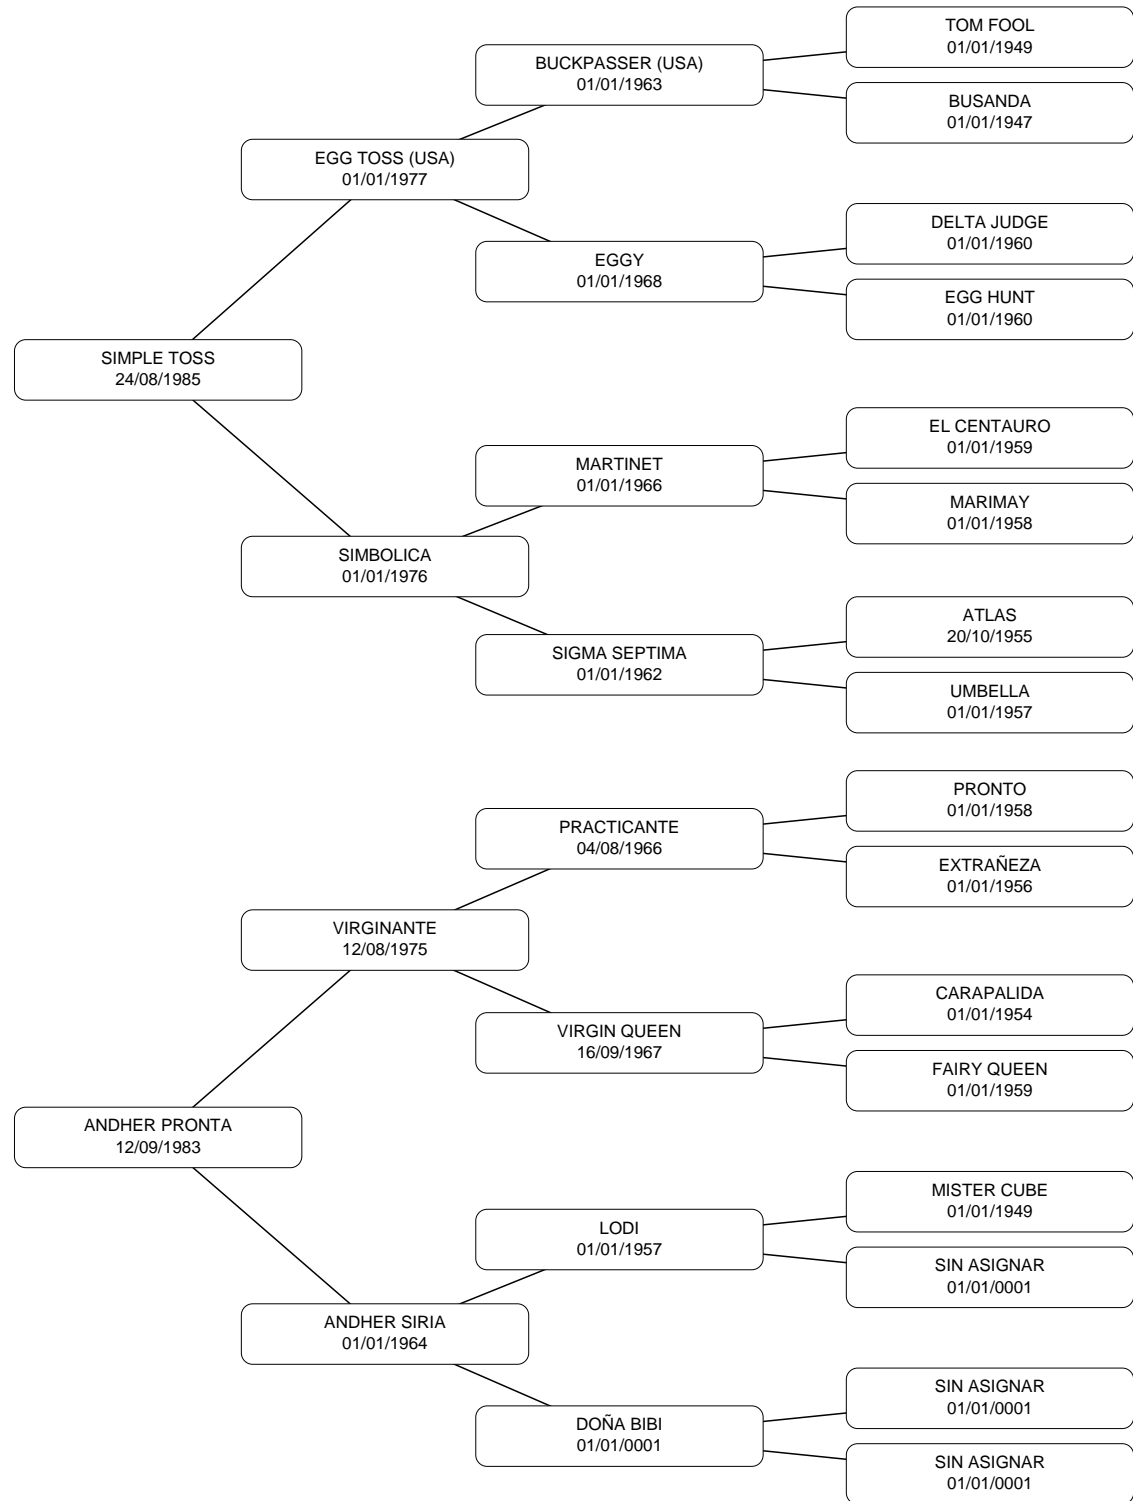 TOM FOOL
01/01/1949
BUCKPASSER (USA)
01/01/1963
BUSANDA
01/01/1947
EGG TOSS (USA)
01/01/1977
DELTA JUDGE
01/01/1960
EGGY
01/01/1968
EGG HUNT
01/01/1960
SIMPLE TOSS
24/08/1985
EL CENTAURO
01/01/1959
MARTINET
01/01/1966
MARIMAY
01/01/1958
SIMBOLICA
01/01/1976
ATLAS
20/10/1955
SIGMA SEPTIMA
01/01/1962
UMBELLA
01/01/1957
PRONTO
01/01/1958
PRACTICANTE
04/08/1966
EXTRAÑEZA
01/01/1956
VIRGINANTE
12/08/1975
CARAPALIDA
01/01/1954
VIRGIN QUEEN
16/09/1967
FAIRY QUEEN
01/01/1959
ANDHER PRONTA
12/09/1983
MISTER CUBE
01/01/1949
LODI
01/01/1957
SIN ASIGNAR
01/01/0001
ANDHER SIRIA
01/01/1964
SIN ASIGNAR
01/01/0001
DOÑA BIBI
01/01/0001
SIN ASIGNAR
01/01/0001